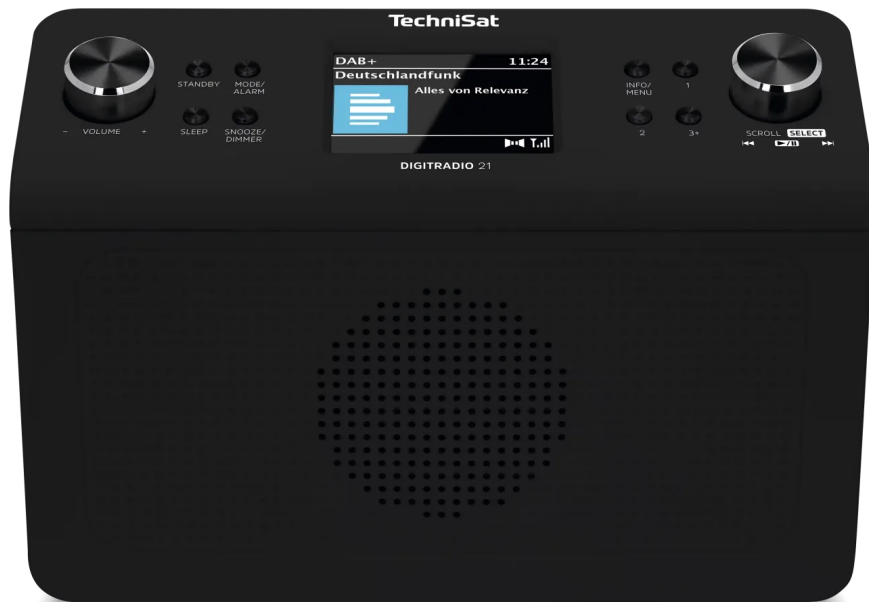 TechniSat
DAB+ 11:24
Deutschlandfunk
Alles von Relevanz
DIGITRADIO 21
STANDBY
MODE/
ALARM
– VOLUME +
SLEEP
SNOOZE/
DIMMER
INFO/
MENU
1
2
3+
SCROLL SELECT